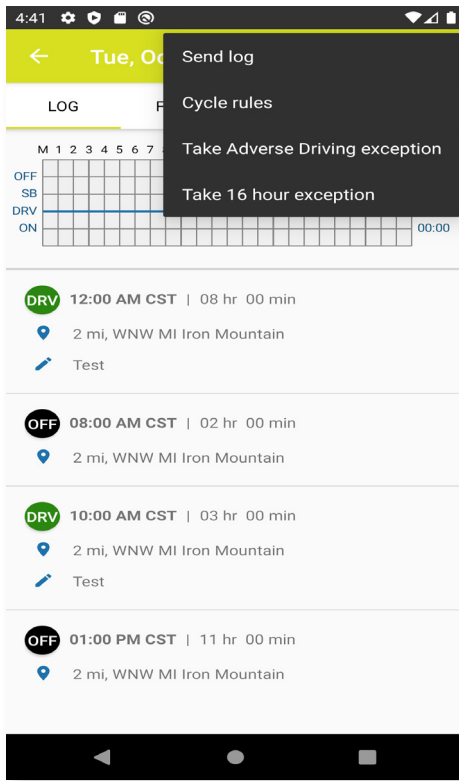 4:41
Tue, Oc
Send log
Cycle rules
Take Adverse Driving exception
Take 16 hour exception
LOG
F
M 1 2 3 4 5 6 7
OFF
SB
DRV
ON
00:00
DRV 12:00 AM CST | 08 hr 00 min
2 mi, WNW MI Iron Mountain
Test
OFF 08:00 AM CST | 02 hr 00 min
2 mi, WNW MI Iron Mountain
DRV 10:00 AM CST | 03 hr 00 min
2 mi, WNW MI Iron Mountain
Test
OFF 01:00 PM CST | 11 hr 00 min
2 mi, WNW MI Iron Mountain